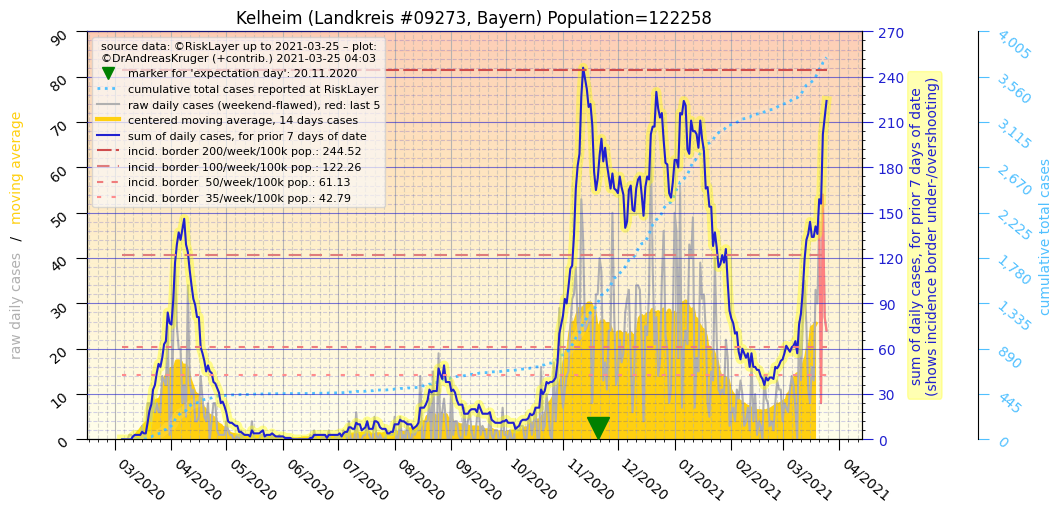 Kelheim (Landkreis #09273, Bayern) Population=122258
source data: ©RiskLayer up to 2021-03-25 – plot:
©DrAndreasKruger (+contrib.) 2021-03-25 04:03
marker for 'expectation day': 20.11.2020
cumulative total cases reported at RiskLayer
raw daily cases (weekend-flawed), red: last 5
centered moving average, 14 days cases
sum of daily cases, for prior 7 days of date
incid. border 200/week/100k pop.: 244.52
incid. border 100/week/100k pop.: 122.26
incid. border  50/week/100k pop.: 61.13
incid. border  35/week/100k pop.: 42.79
raw daily cases / moving average
90
80
70
60
50
40
30
20
10
0
03/2020
04/2020
05/2020
06/2020
07/2020
08/2020
09/2020
10/2020
11/2020
12/2020
01/2021
02/2021
03/2021
04/2021
270
240
210
180
150
120
90
60
30
0
sum of daily cases, for prior 7 days of date
(shows incidence border under-/overshooting)
4,005
3,560
3,115
2,670
2,225
1,780
1,335
890
445
0
cumulative total cases